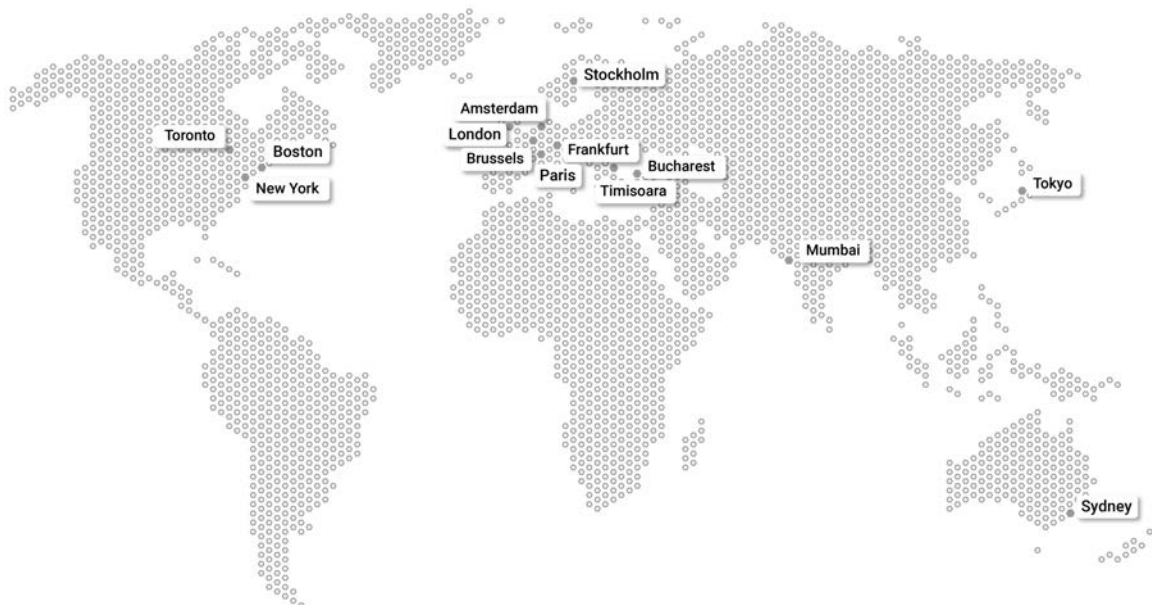 Stockholm
Amsterdam
Toronto
London
Boston
Frankfurt
Brussels
Bucharest
Paris
Tokyo
New York
Timisoara
Mumbai
Sydney